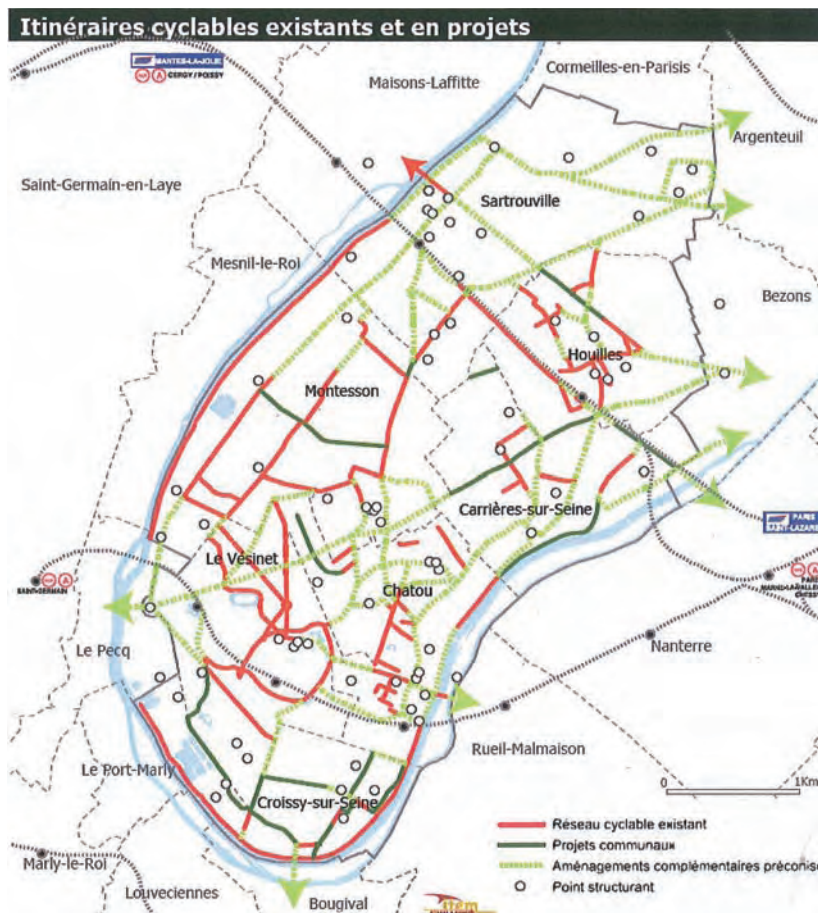 Itinéraires cyclables existants et en projets
MANTES-LA-JOLIE
CERGY/POISSY
Maisons-Laffitte
Cormeilles-en-Parisis
Argenteuil
Saint-Germain-en-Laye
Sartrouville
Mesnil-le-Roi
Bezons
Houilles
Montesson
Carrières-sur-Seine
PARIS
SAINT-LAZARE
Le Vésinet
A
SAINT-GERMAIN
Chatou
A
PARIS
Le Pecq
Nanterre
Rueil-Malmaison
Le Port-Marly
0 1Km
Croissy-sur-Seine
Réseau cyclable existant
Projets communaux
Marly-le-Roi
Aménagements complémentaires préconisé
Point structurant
Louveciennes
Bougival
item